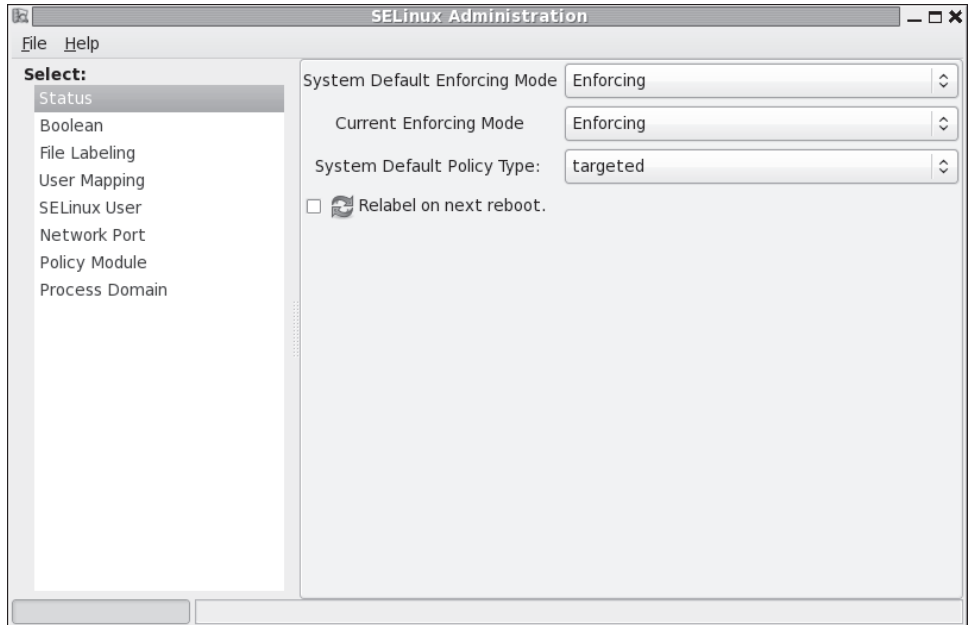 SELinux Administration
File Help
Select:
Status
Boolean
File Labeling
User Mapping
SELinux User
Network Port
Policy Module
Process Domain
System Default Enforcing Mode Enforcing
Current Enforcing Mode Enforcing
System Default Policy Type: targeted
Relabel on next reboot.